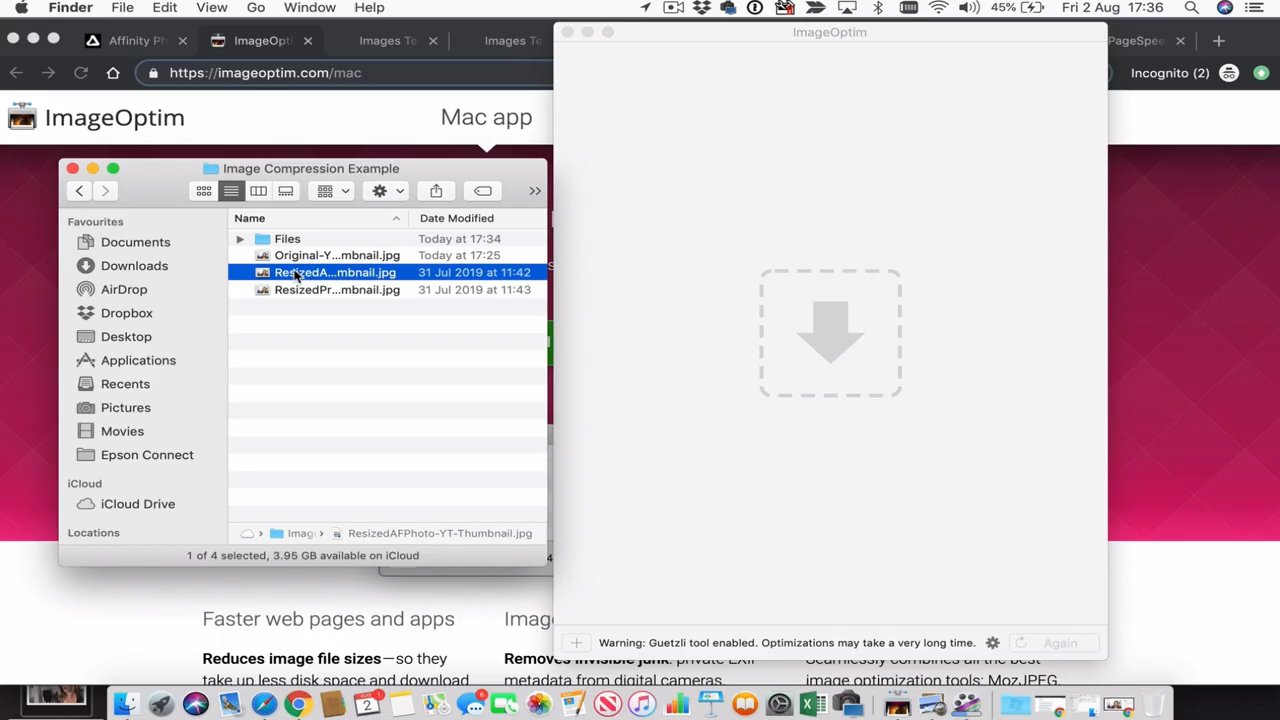 Finder File Edit View Go Window Help 45% Fri 2 Aug 17:36
Affinity Ph ImageOpti Images Te Images Te PageSpee
https://imageoptim.com/mac Incognito (2)
ImageOptim
ImageOptim Mac app
Image Compression Example
Favourites
Documents
Downloads
AirDrop
Dropbox
Desktop
Applications
Recents
Pictures
Movies
Epson Connect
iCloud
iCloud Drive
Locations
Name Date Modified
Files Today at 17:34
Original-Y...mbnail.jpg Today at 17:25
ResizedA...mbnail.jpg 31 Jul 2019 at 11:42
ResizedPr...mbnail.jpg 31 Jul 2019 at 11:43
Imag ResizedAFPhoto-YT-Thumbnail.jpg
1 of 4 selected, 3.95 GB available on iCloud
Warning: Guetzli tool enabled. Optimizations may take a very long time. Again
Faster web pages and apps
Reduces image file sizes—so they
take up less disk space and download
Imag
Removes invisible junk: private EXIF
metadata from digital cameras,
Seamlessly combines all the best
image optimization tools: MozJPEG,